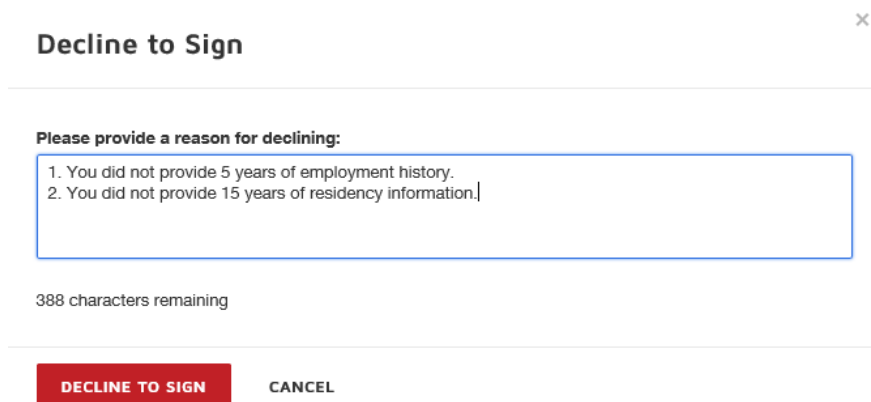 ×
Decline to Sign
Please provide a reason for declining:
1. You did not provide 5 years of employment history.
2. You did not provide 15 years of residency information.
388 characters remaining
DECLINE TO SIGN CANCEL